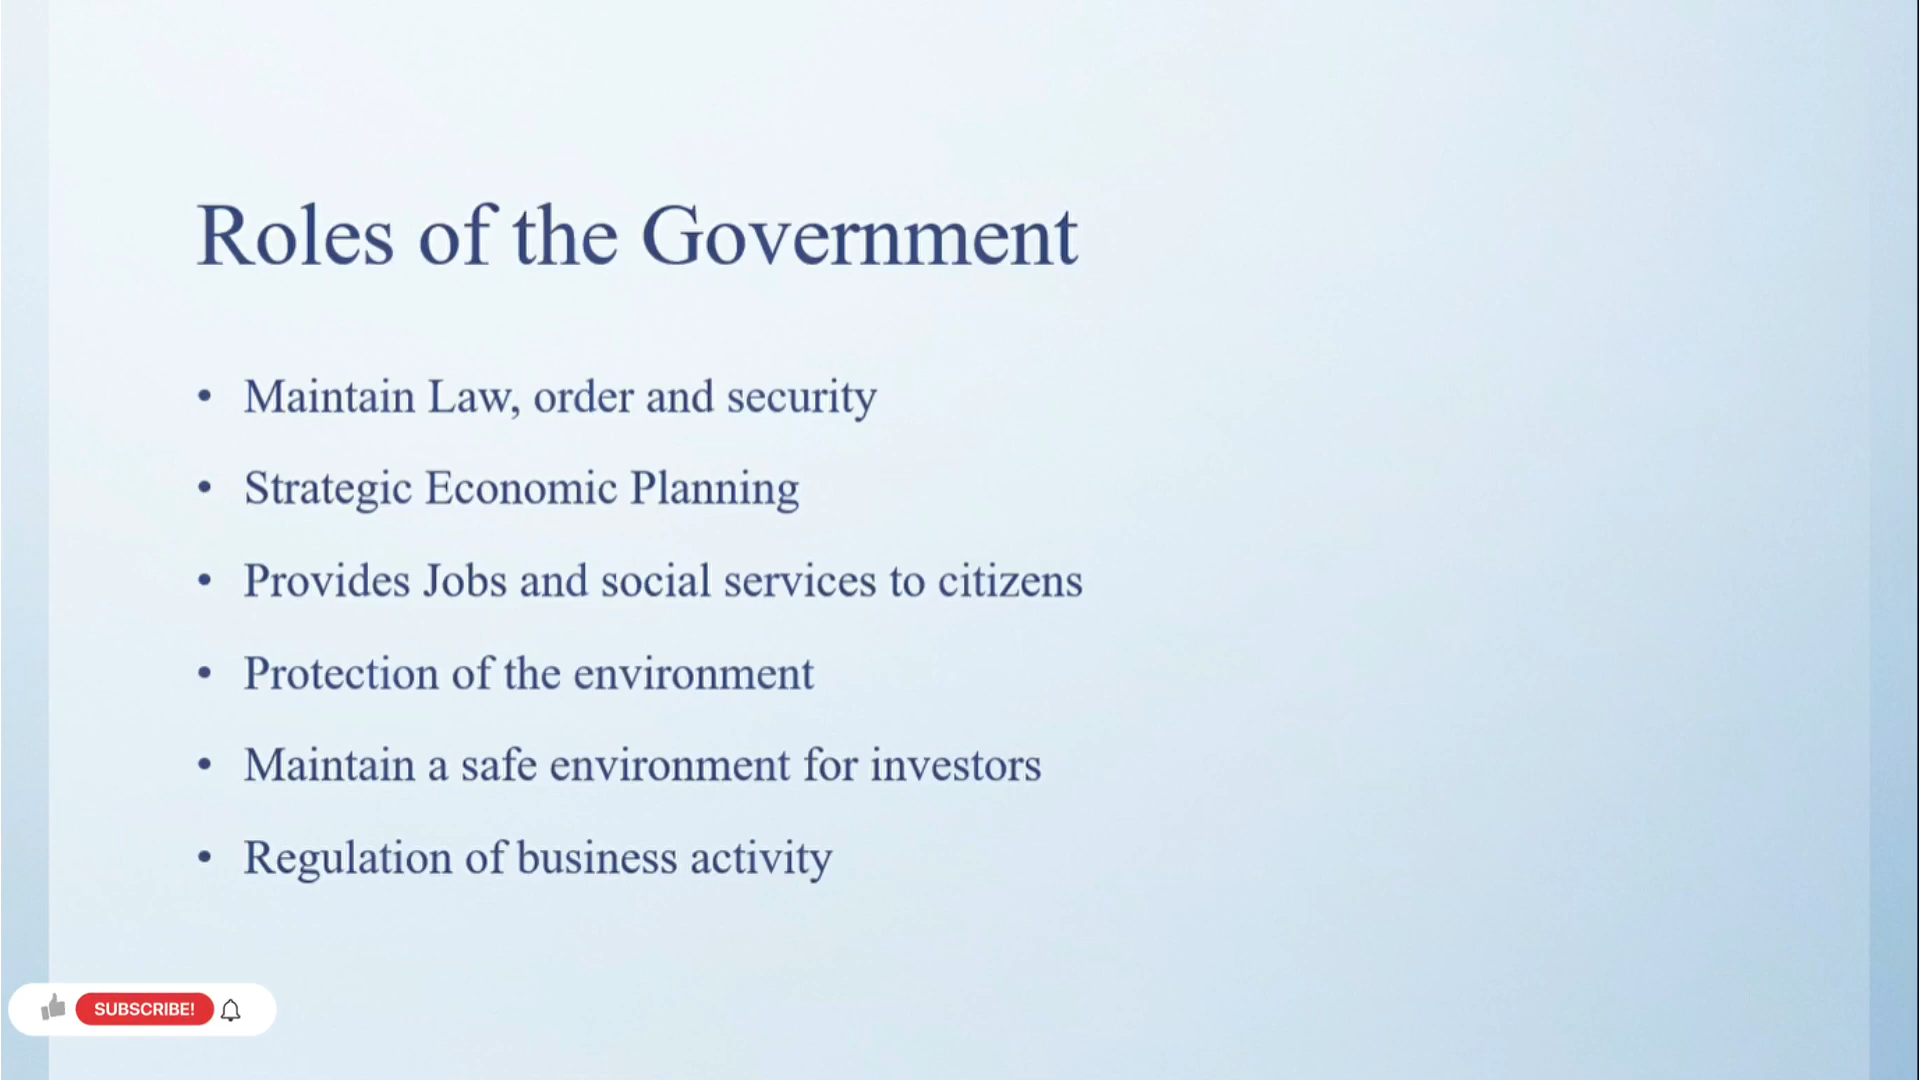 Roles of the Government
• Maintain Law, order and security
• Strategic Economic Planning
• Provides Jobs and social services to citizens
• Protection of the environment
• Maintain a safe environment for investors
• Regulation of business activity
SUBSCRIBE!